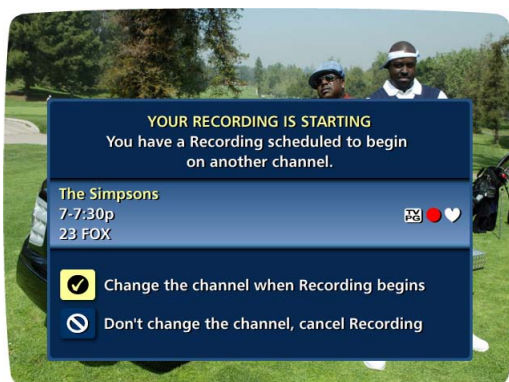 YOUR RECORDING IS STARTING
You have a Recording scheduled to begin
on another channel.
The Simpsons
7-7:30p
TV
PG
23 FOX
Change the channel when Recording begins
Don't change the channel, cancel Recording